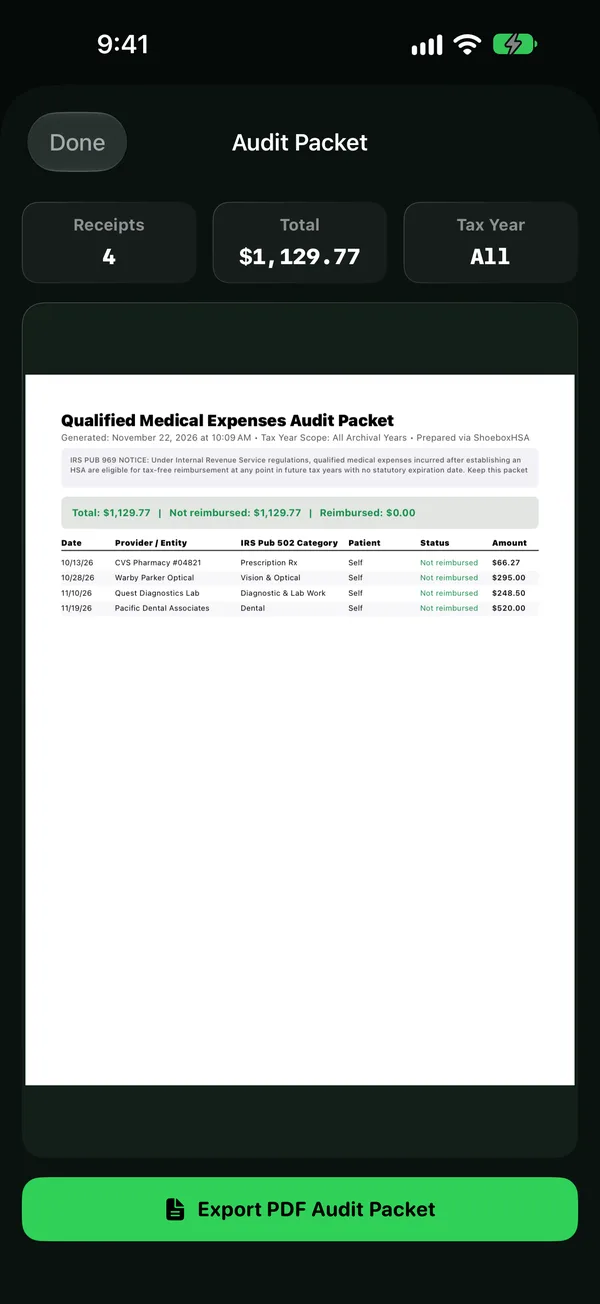 9:41
Done
Audit Packet
Receipts
4
Total
$1,129.77
Tax Year
All
Qualified Medical Expenses Audit Packet
Generated: November 22, 2026 at 10:09 AM • Tax Year Scope: All Archival Years • Prepared via ShoeboxHSA
IRS PUB 969 NOTICE: Under Internal Revenue Service regulations, qualified medical expenses incurred after establishing an
HSA are eligible for tax-free reimbursement at any point in future tax years with no statutory expiration date. Keep this packet
Total: $1,129.77 | Not reimbursed: $1,129.77 | Reimbursed: $0.00
Date Provider / Entity IRS Pub 502 Category Patient Status Amount
10/13/26 CVS Pharmacy #04821 Prescription Rx Self Not reimbursed $66.27
10/28/26 Warby Parker Optical Vision & Optical Self Not reimbursed $295.00
11/10/26 Quest Diagnostics Lab Diagnostic & Lab Work Self Not reimbursed $248.50
11/19/26 Pacific Dental Associates Dental Self Not reimbursed $520.00
Export PDF Audit Packet